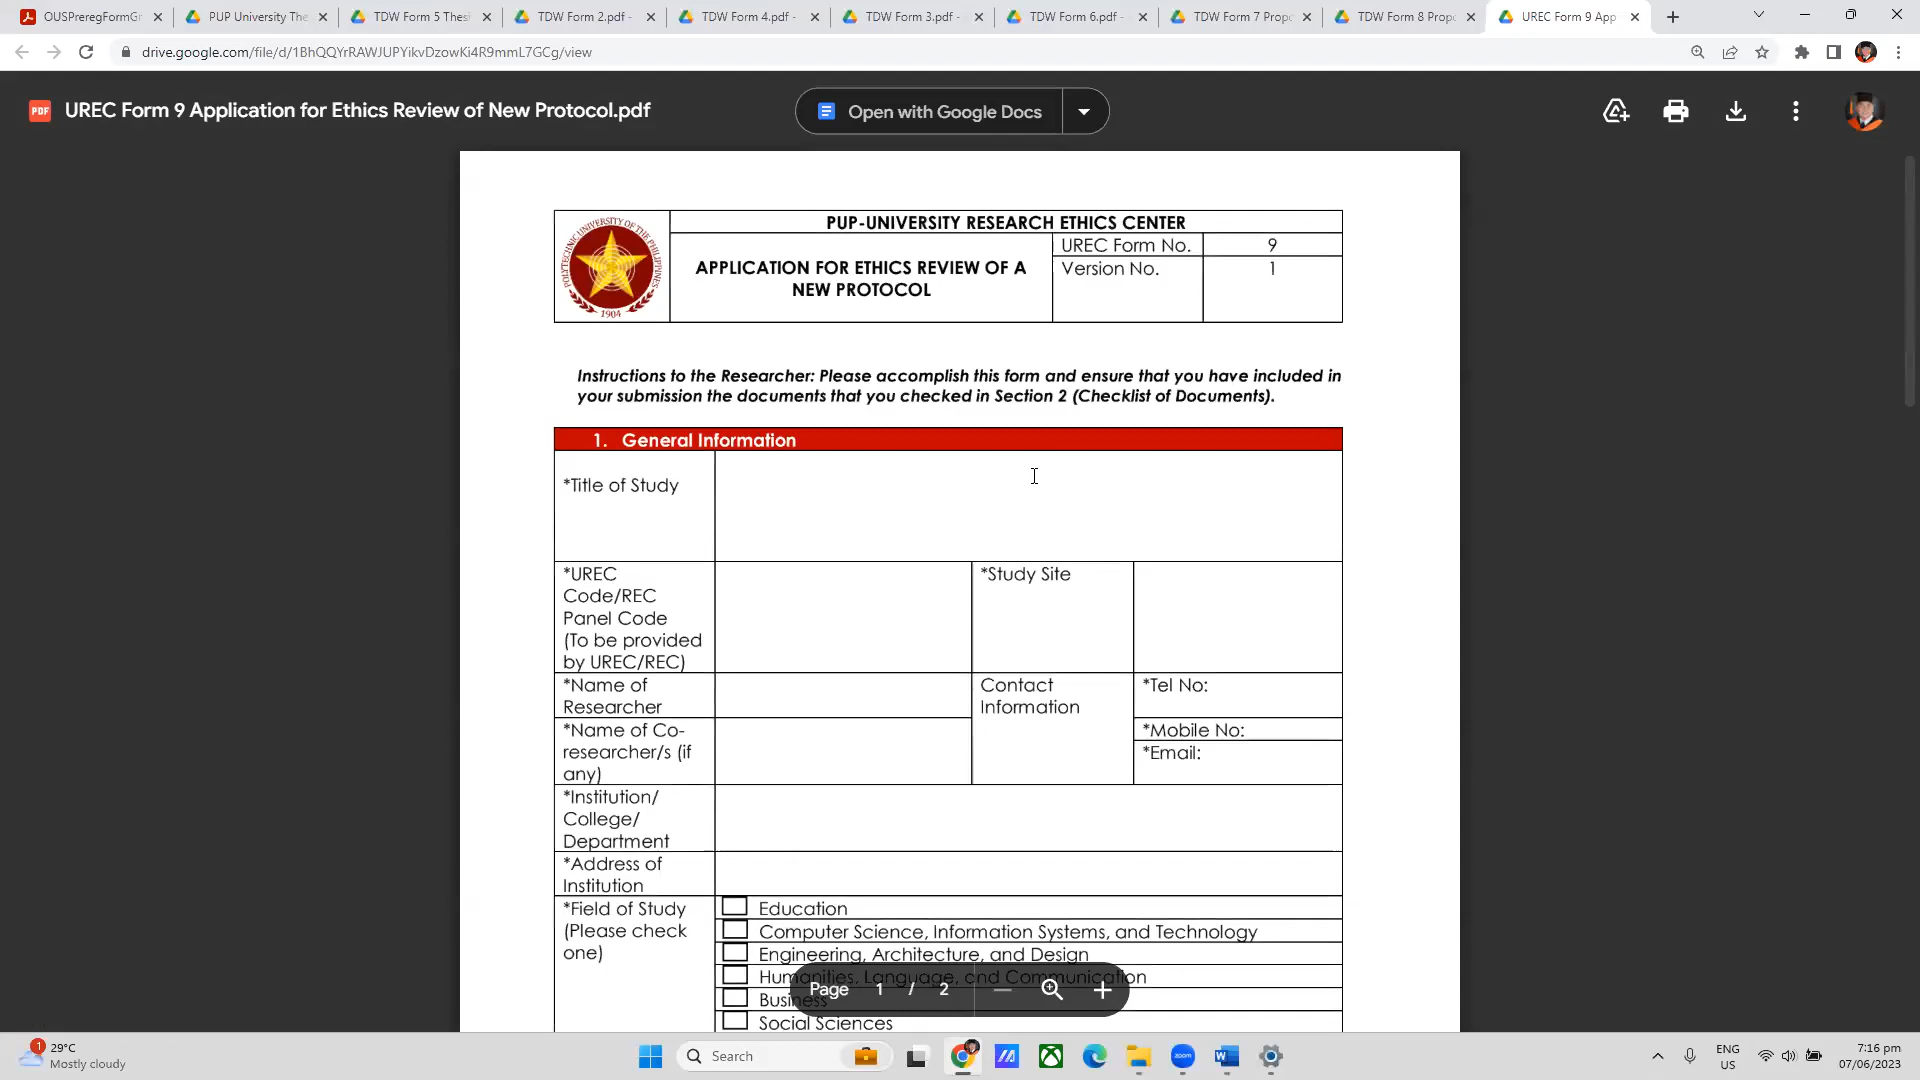 OUSPreregFormGr
PUP University The
TDW Form 5 Thesi
TDW Form 2.pdf -
TDW Form 4.pdf -
TDW Form 3.pdf -
TDW Form 6.pdf -
TDW Form 7 Propo
TDW Form 8 Propo
UREC Form 9 App
drive.google.com/file/d/1BhQQYrRAWJUPYikvDzowKi4R9mmL7GCg/view
PDF
UREC Form 9 Application for Ethics Review of New Protocol.pdf
Open with Google Docs
POLYTECHNIC UNIVERSITY OF THE PHILIPPINES
1904
PUP-UNIVERSITY RESEARCH ETHICS CENTER
APPLICATION FOR ETHICS REVIEW OF A
NEW PROTOCOL
UREC Form No.
9
Version No.
1
Instructions to the Researcher: Please accomplish this form and ensure that you have included in
your submission the documents that you checked in Section 2 (Checklist of Documents).
1. General Information
*Title of Study
*UREC
Code/REC
Panel Code
(To be provided
by UREC/REC)
*Study Site
*Name of
Researcher
Contact
Information
*Tel No:
*Name of Co-
researcher/s (if
any)
*Mobile No:
*Email:
*Institution/
College/
Department
*Address of
Institution
*Field of Study
(Please check
one)
Education
Computer Science, Information Systems, and Technology
Engineering, Architecture, and Design
Humanities, Language, and Communication
Business
Social Sciences
Page 1 / 2
1
29°C
Mostly cloudy
Search
zoom
W
ENG
US
7:16 pm
07/06/2023